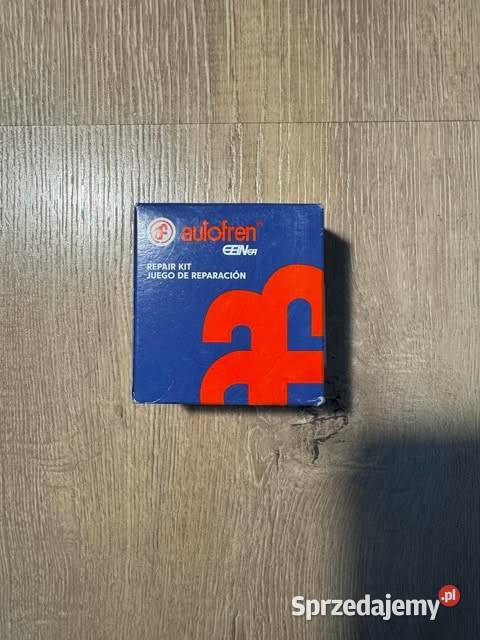 autofren
SEINSA
REPAIR KIT
JUEGO DE REPARACIÓN
Sprzedajemy.pl